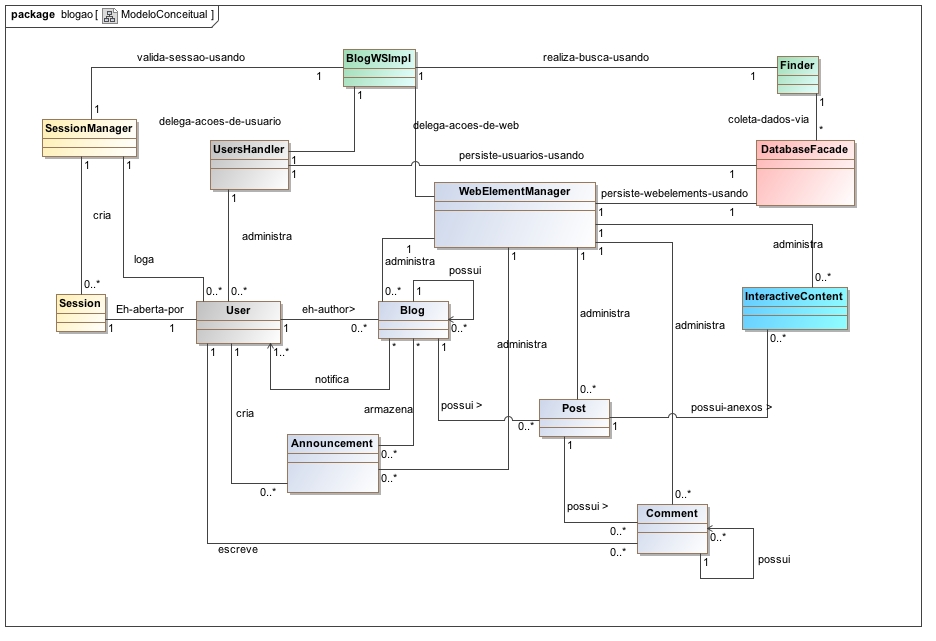 package blogao [ ModeloConceitual ]
valida-sessao-usando
BlogWSImpl
realiza-busca-usando
Finder
1
1
1
1
1
1
SessionManager
delega-acoes-de-usuario
delega-acoes-de-web
coleta-dados-via
*
UsersHandler
DatabaseFacade
1
1
persiste-usuarios-usando
1
1
1
WebElementManager
persiste-webelements-usando
1
1
1
cria
loga
administra
1
administra
1
1
1
1
administra
possui
0..*
0..*
0..*
0..*
1
0..*
Session
User
Blog
InteractiveContent
Eh-aberta-por
1
1
1
eh-author>
0..*
0..*
administra
administra
administra
1
1
1..*
*
*
1
0..*
notifica
0..*
cria
armazena
possui >
Post
possui-anexos >
0..*
1
1
Announcement
0..*
0..*
0..*
0..*
possui >
Comment
0..*
0..*
escreve
0..*
1
possui